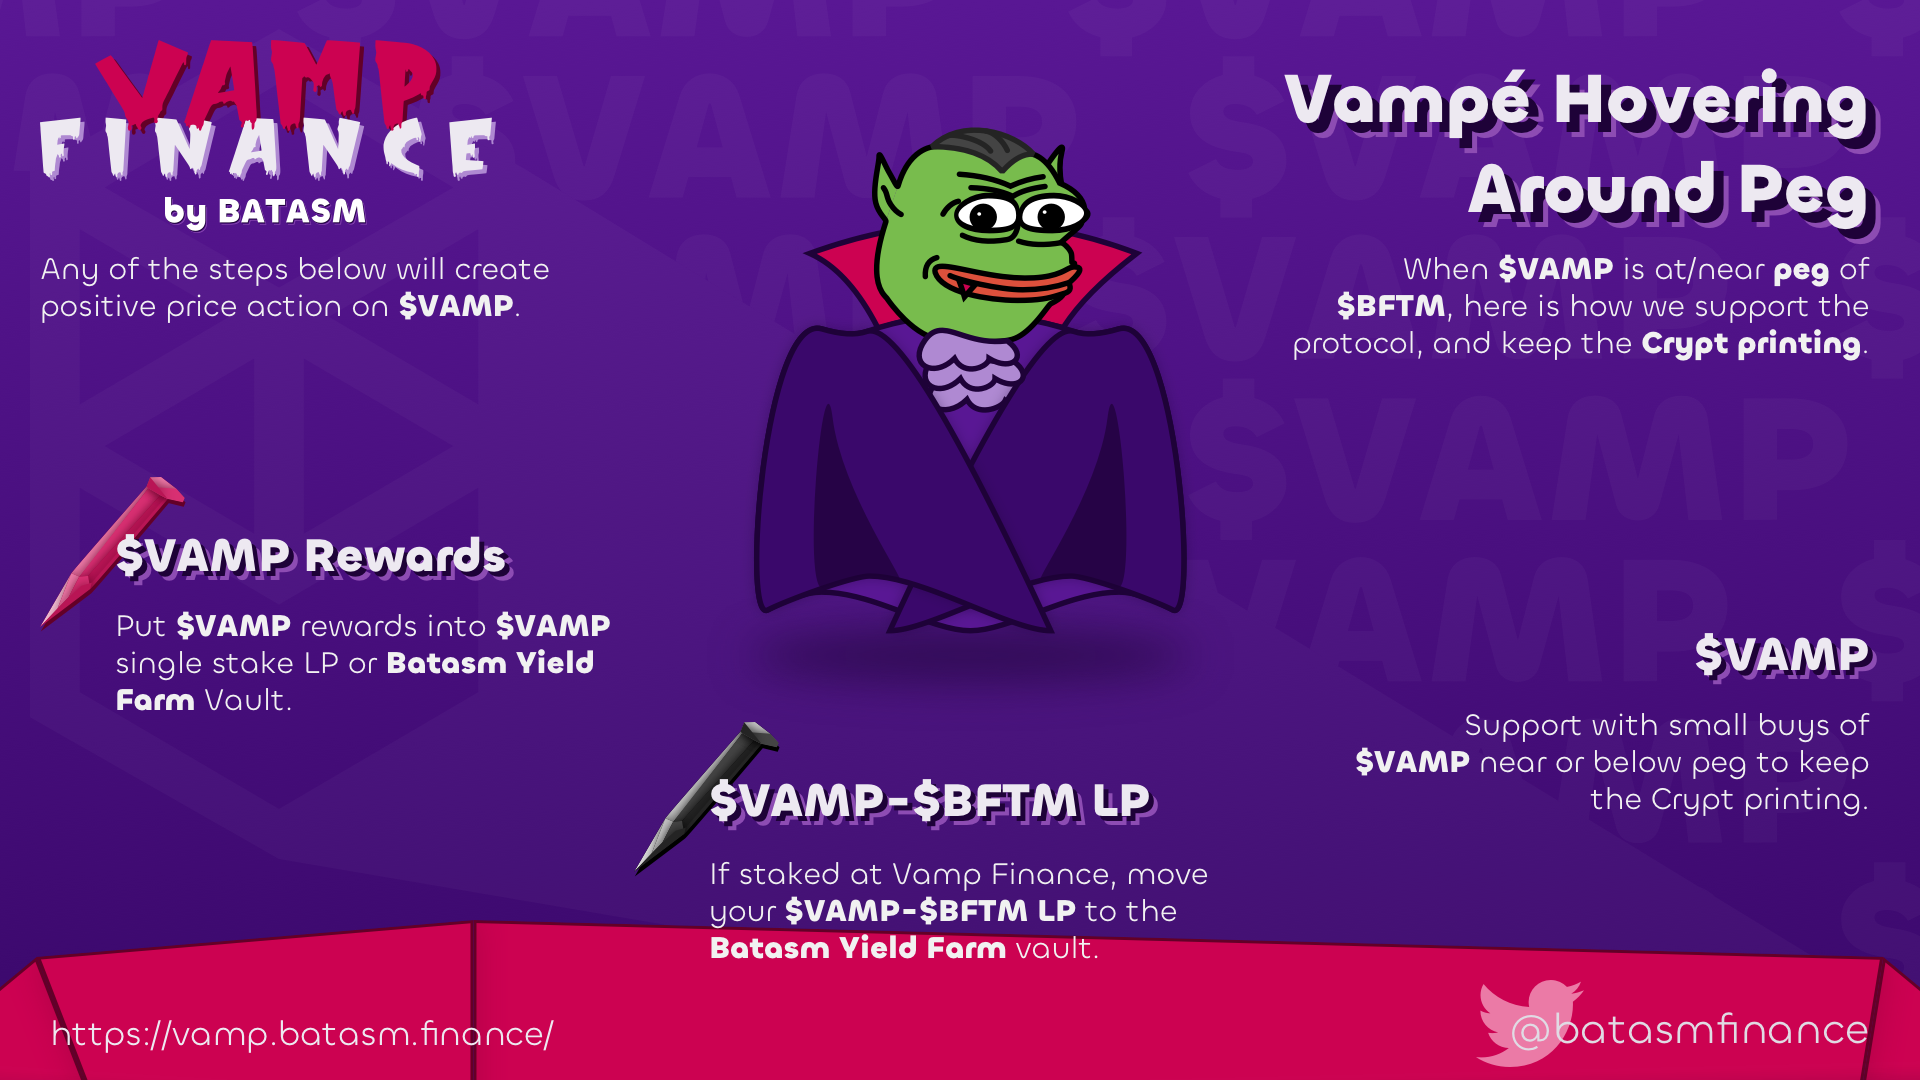 VAMP
FINANCE
by BATASM
Any of the steps below will create
positive price action on $VAMP.
Vampé Hovering
Around Peg
When $VAMP is at/near peg of
$BFTM, here is how we support the
protocol, and keep the Crypt printing.
$VAMP Rewards
Put $VAMP rewards into $VAMP
single stake LP or Batasm Yield
Farm Vault.
$VAMP-$BFTM LP
If staked at Vamp Finance, move
your $VAMP-$BFTM LP to the
Batasm Yield Farm vault.
$VAMP
Support with small buys of
$VAMP near or below peg to keep
the Crypt printing.
https://vamp.batasm.finance/
@batasmfinance